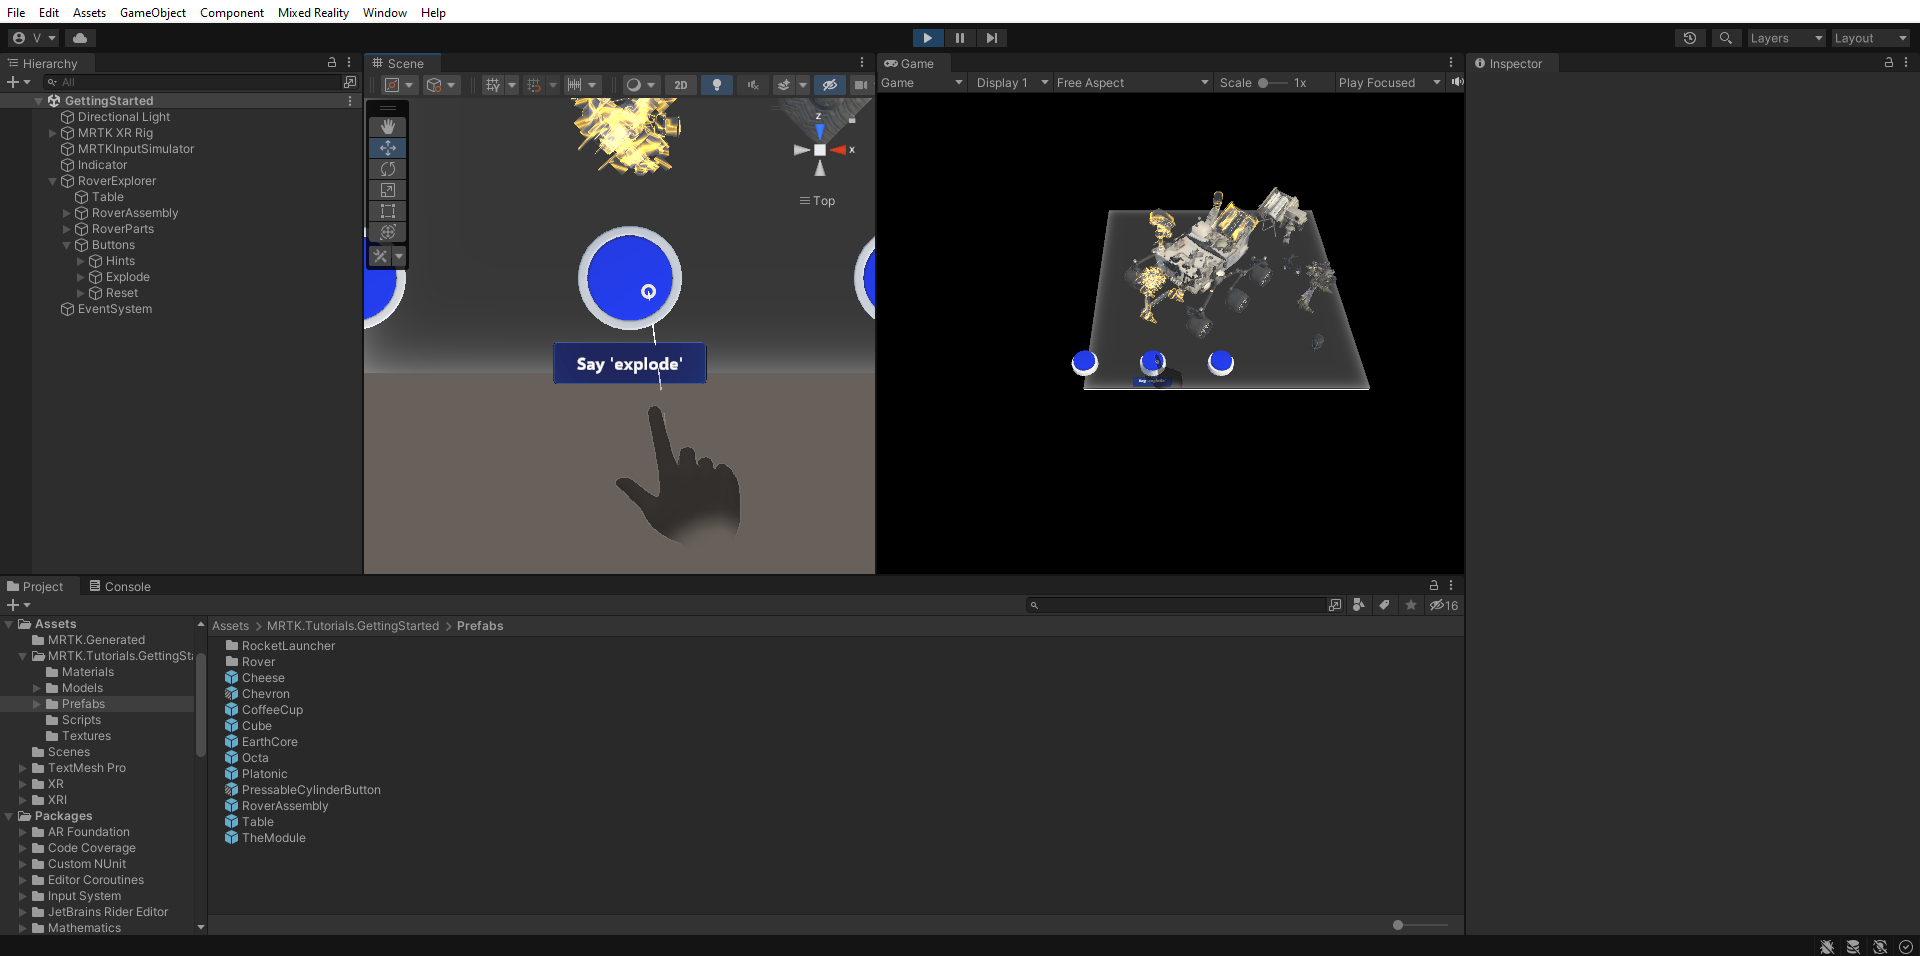 File Edit Assets GameObject Component Mixed Reality Window Help
V
Layers
Layout
Hierarchy
All
GettingStarted
Directional Light
MRTK XR Rig
MRTKInputSimulator
Indicator
RoverExplorer
Table
RoverAssembly
RoverParts
Buttons
Hints
Explode
Reset
EventSystem
Scene
2D
z
x
Top
Say 'explode'
Game
Game Display 1 Free Aspect Scale 1x Play Focused
Inspector
Project Console
16
Assets
MRTK.Generated
MRTK.Tutorials.GettingSta
Materials
Models
Prefabs
Scripts
Textures
Scenes
TextMesh Pro
XR
XRI
Packages
AR Foundation
Code Coverage
Custom NUnit
Editor Coroutines
Input System
JetBrains Rider Editor
Mathematics
Assets > MRTK.Tutorials.GettingStarted > Prefabs
RocketLauncher
Rover
Cheese
Chevron
CoffeeCup
Cube
EarthCore
Octa
Platonic
PressableCylinderButton
RoverAssembly
Table
TheModule